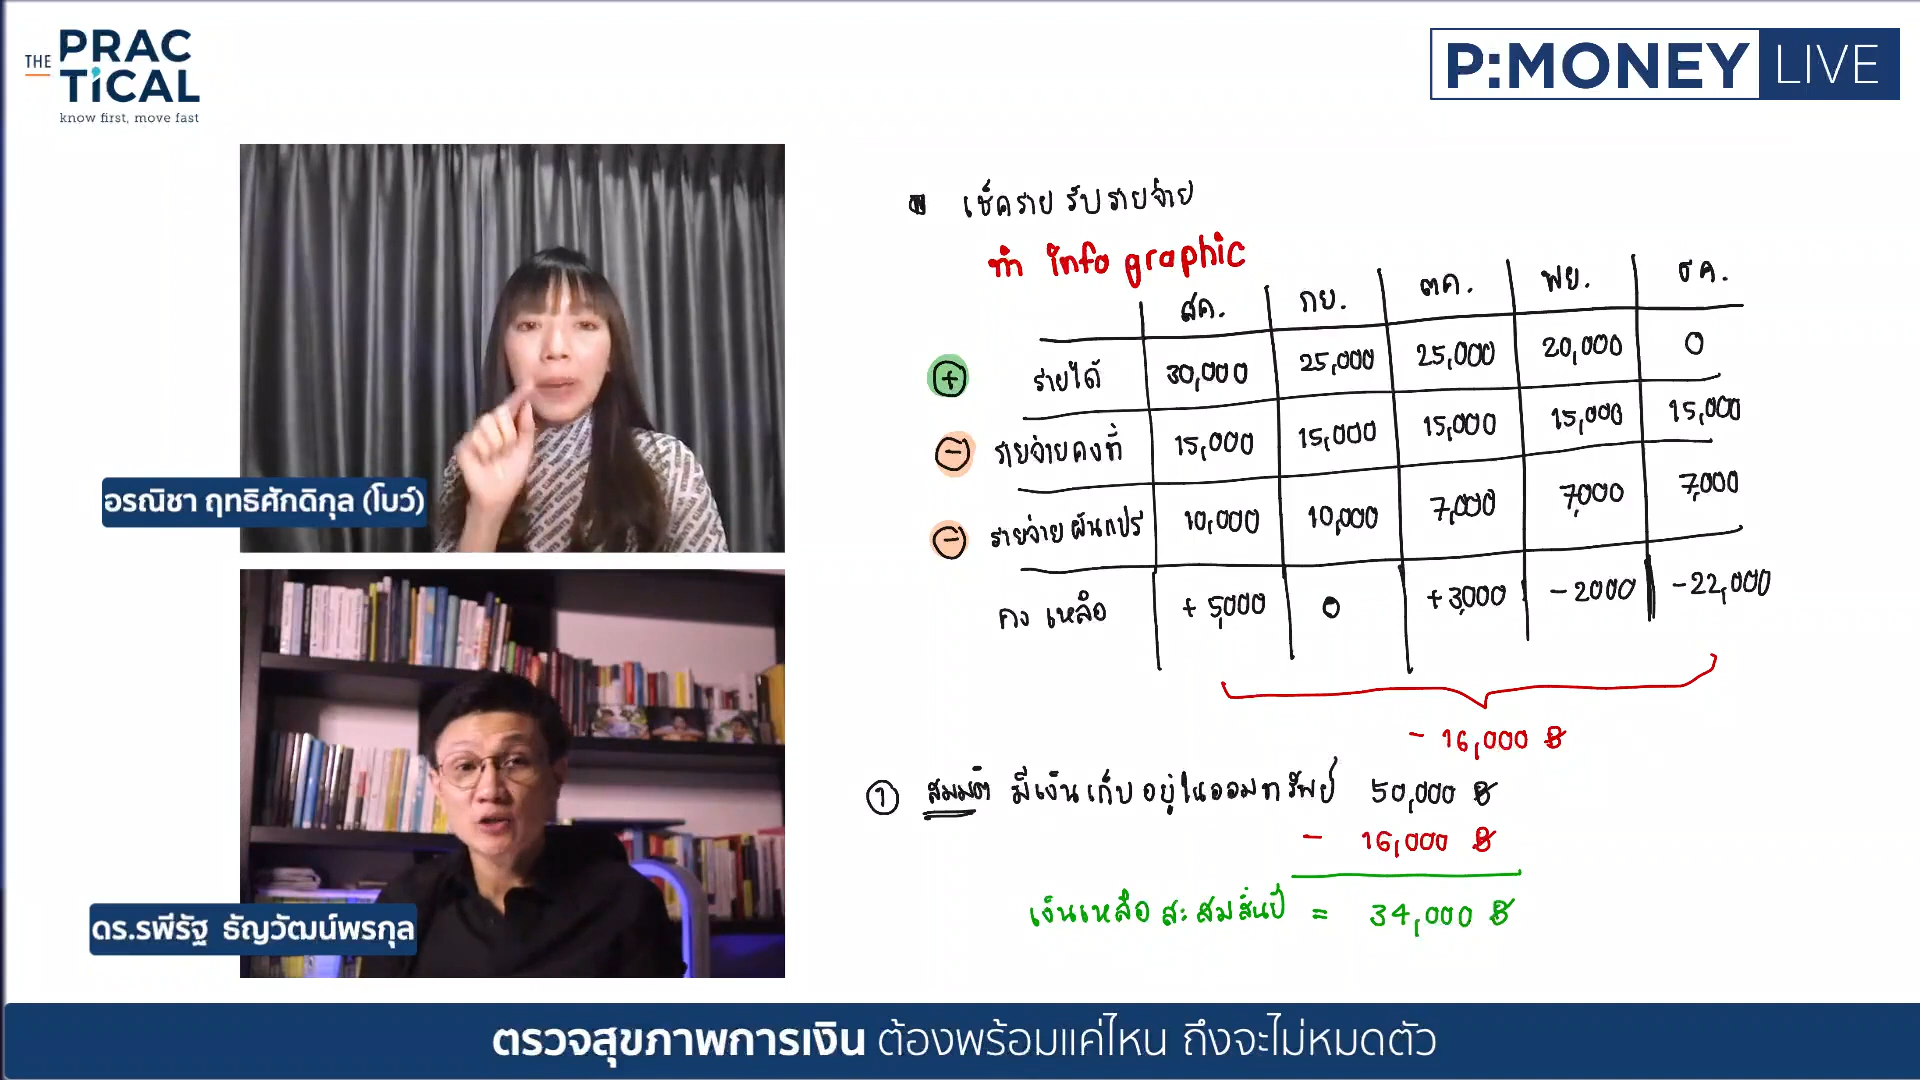 THE PRAC
TiCAL
know first, move fast
P:MONEY LIVE
เช็ครายรับรายจ่าย
ทำ Info graphic
สค. กย. ตค. พย. ธค.
+ รายได้ 30,000 25,000 25,000 20,000 0
- รายจ่ายคงที่ 15,000 15,000 15,000 15,000 15,000
- รายจ่ายผันแปร 10,000 10,000 7,000 7,000 7,000
คงเหลือ +5,000 0 +3,000 -2000 -22,000
- 16,000 ฿
1 สมมติ มีเงินเก็บอยู่ในออมทรัพย์ 50,000 ฿
- 16,000 ฿
เงินเหลือสะสมสิ้นปี = 34,000 ฿
อรณิชา ฤทธิศักดิกุล (โบว์)
ดร.รพีรัฐ ธัญวัฒน์พรกุล
ตรวจสุขภาพการเงิน ต้องพร้อมแค่ไหน ถึงจะไม่หมดตัว